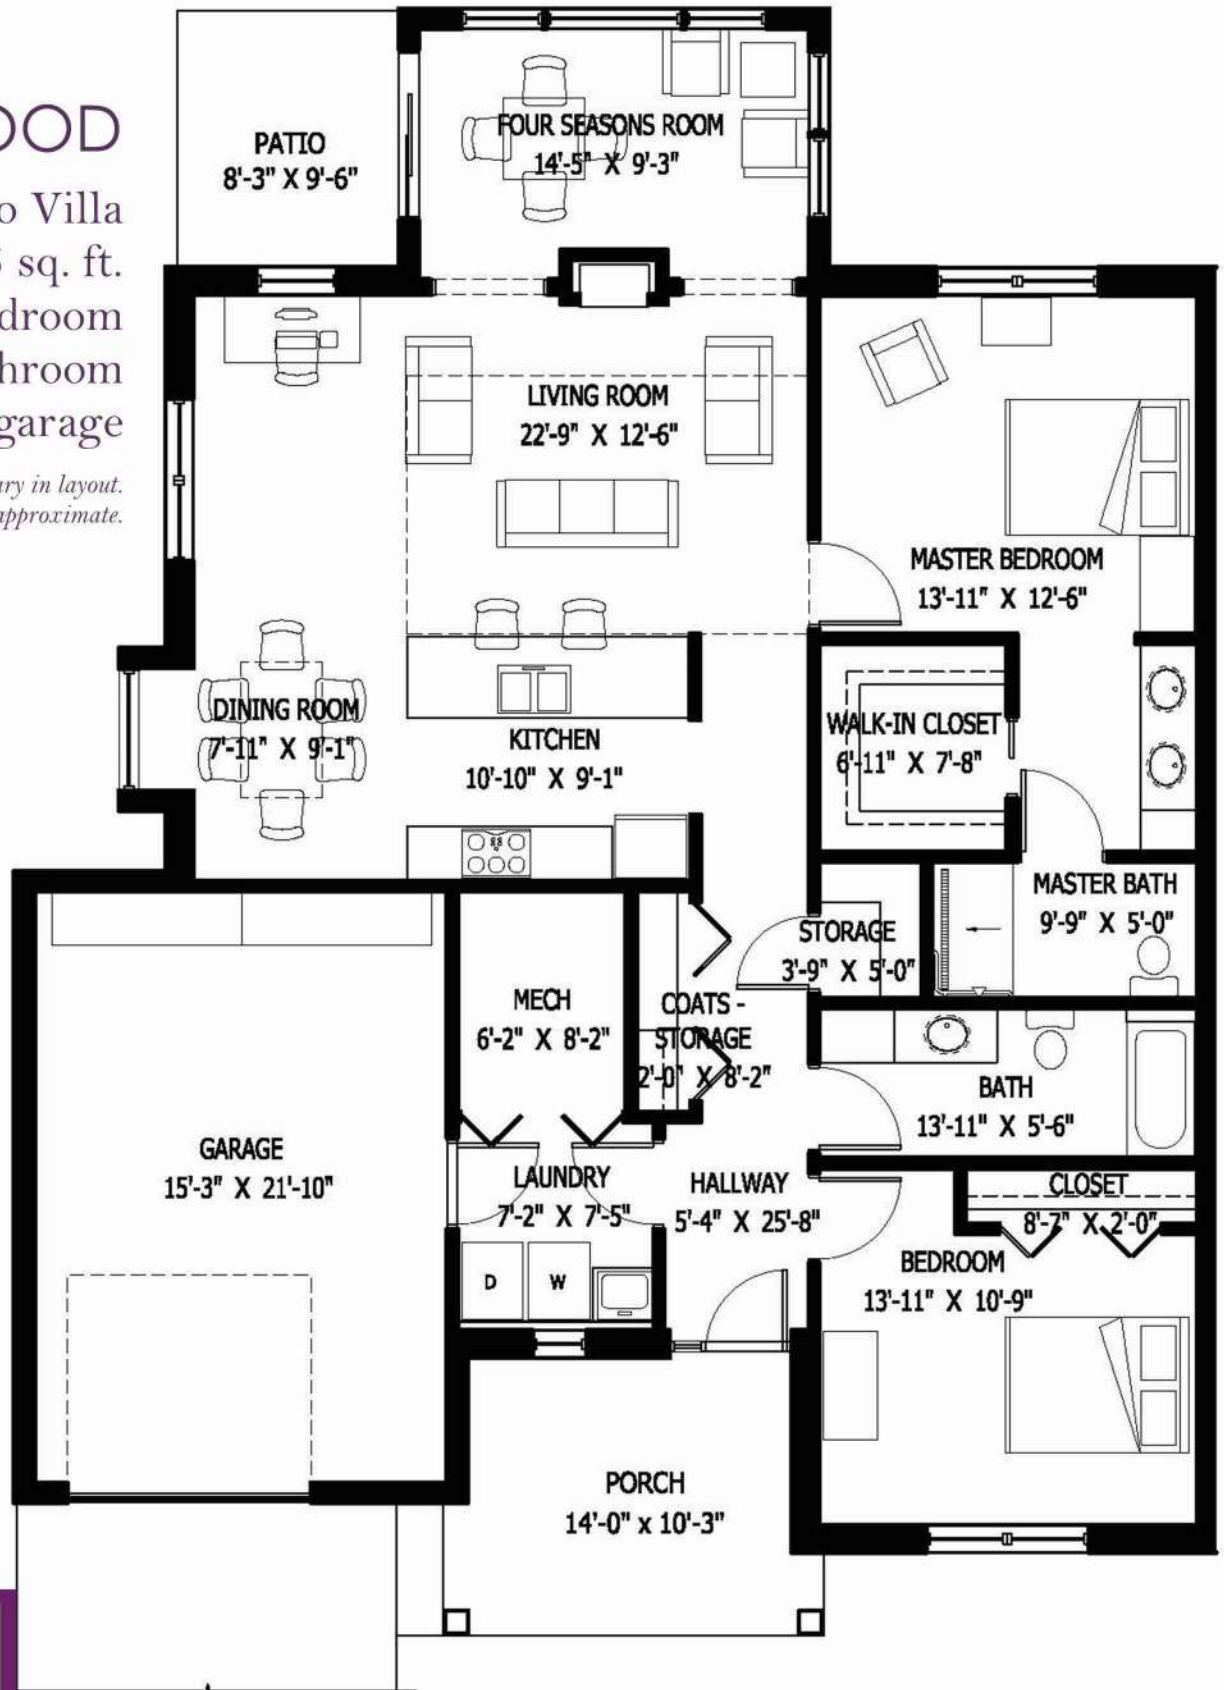 OOD
o Villa
sq. ft.
droom
hroom
garage
ary in layout.
approximate.
PATIO
8'-3" X 9'-6"
FOUR SEASONS ROOM
14'-5" X 9'-3"
LIVING ROOM
22'-9" X 12'-6"
MASTER BEDROOM
13'-11" X 12'-6"
DINING ROOM
7'-11" X 9'-1"
KITCHEN
10'-10" X 9'-1"
WALK-IN CLOSET
6'-11" X 7'-8"
MASTER BATH
9'-9" X 5'-0"
STORAGE
3'-9" X 5'-0"
MECH
6'-2" X 8'-2"
COATS -
STORAGE
2'-0" X 8'-2"
BATH
13'-11" X 5'-6"
GARAGE
15'-3" X 21'-10"
LAUNDRY
7'-2" X 7'-5"
D
W
HALLWAY
5'-4" X 25'-8"
CLOSET
8'-7" X 2'-0"
BEDROOM
13'-11" X 10'-9"
PORCH
14'-0" x 10'-3"